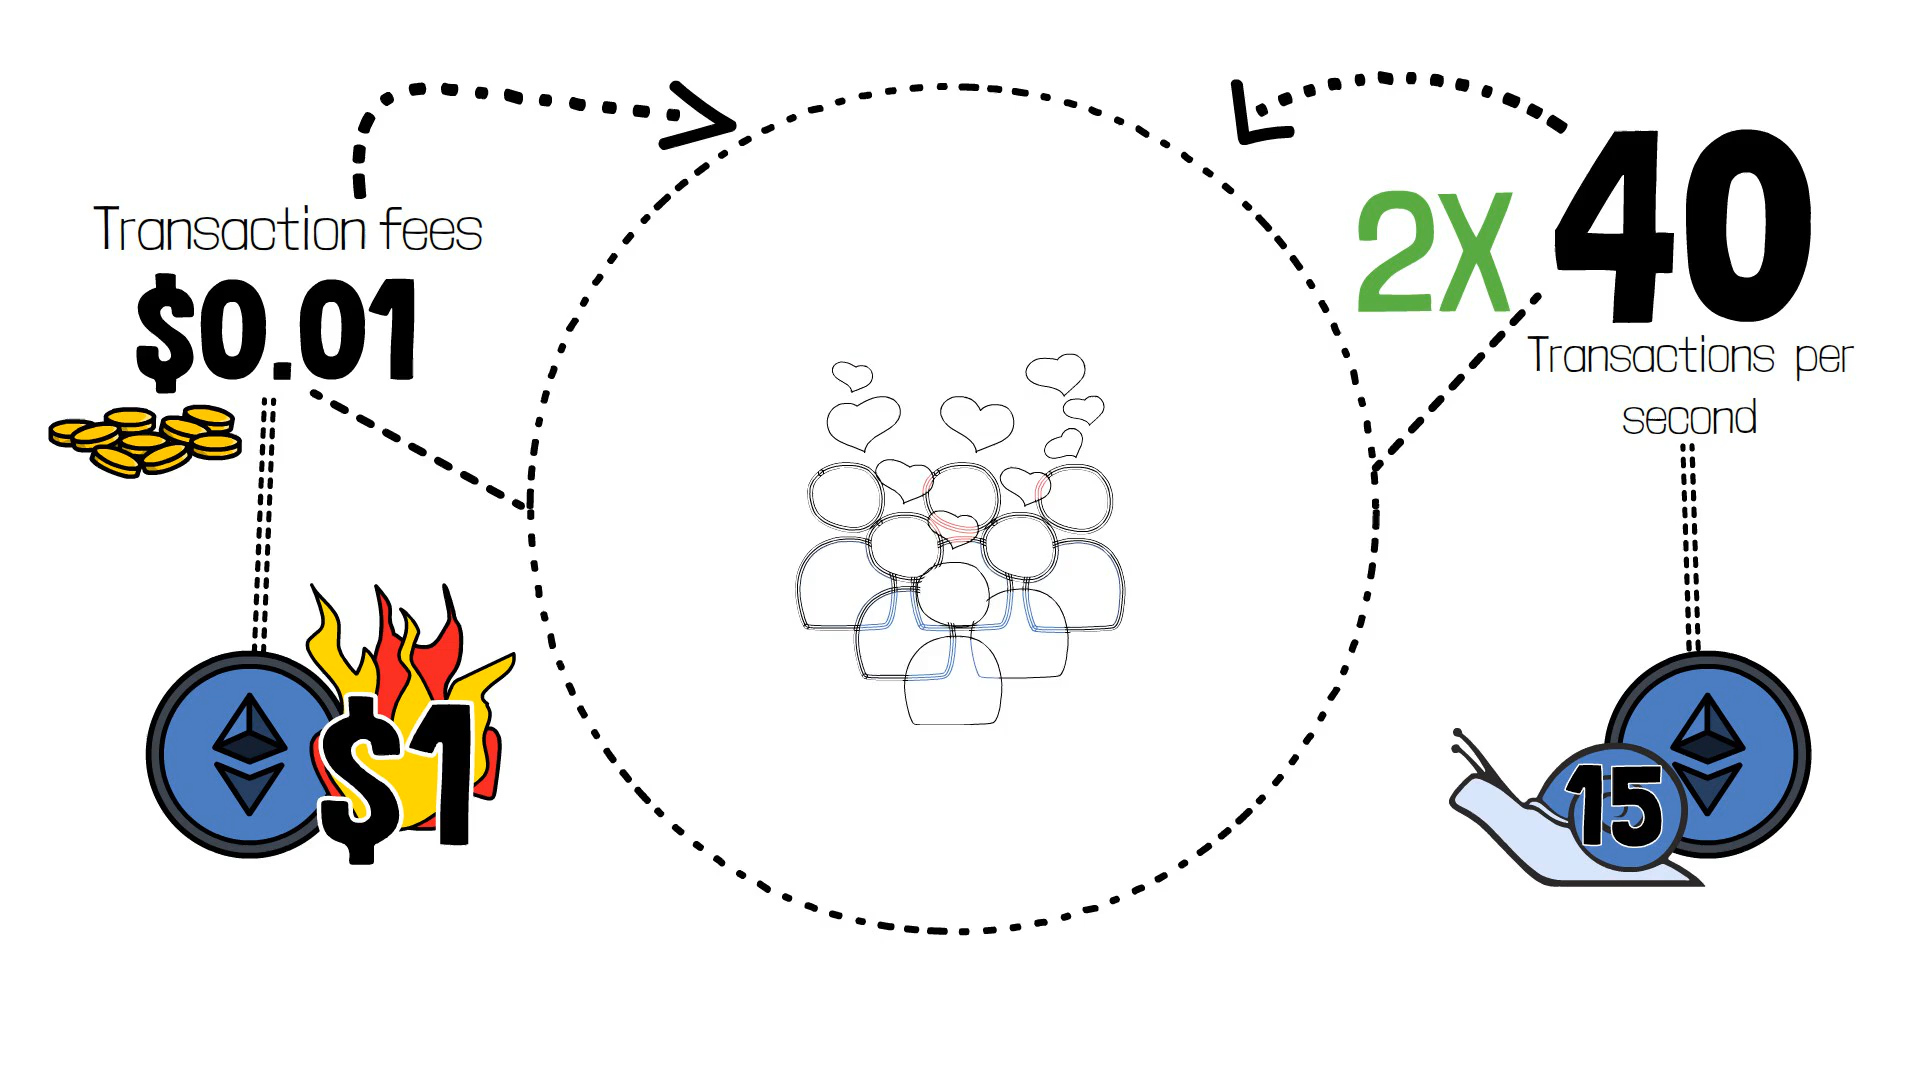 Transaction fees
$0.01
$1
2X 40
Transactions per
second
15